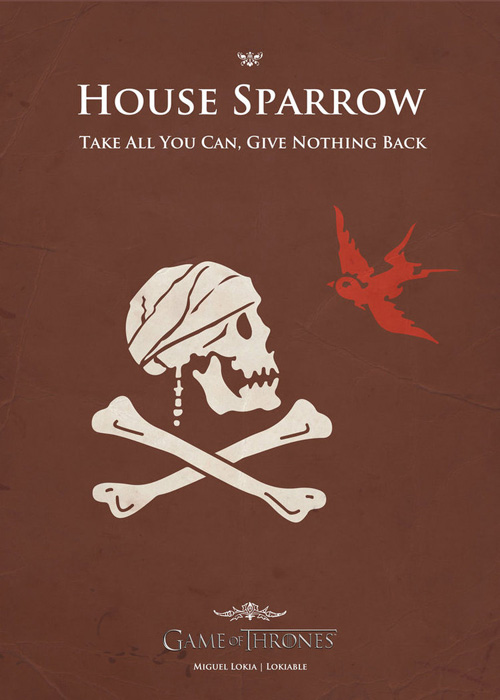 House Sparrow
Take All You Can, Give Nothing Back
Game of Thrones
Miguel Lokia | Lokiable